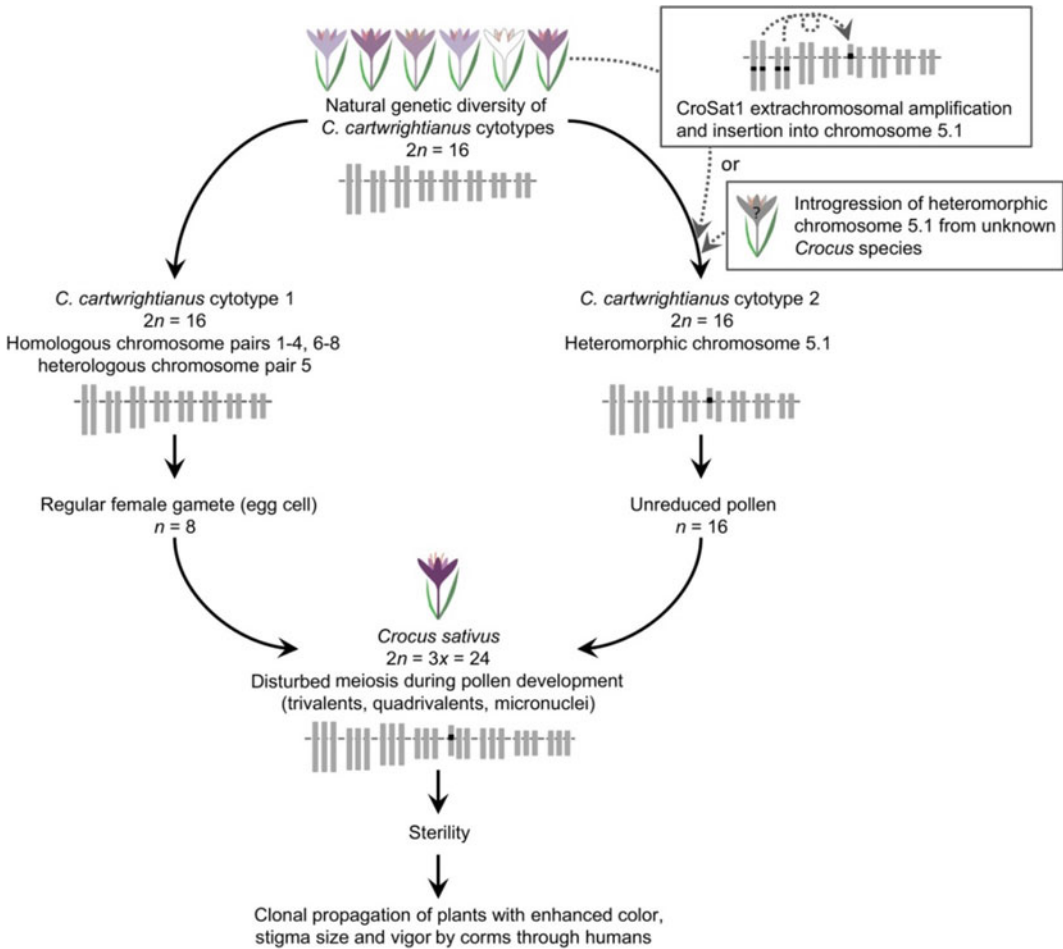 Natural genetic diversity of
C. cartwrightianus cytotypes
2n = 16
CroSat1 extrachromosomal amplification
and insertion into chromosome 5.1
or
?
Introgression of heteromorphic
chromosome 5.1 from unknown
Crocus species
C. cartwrightianus cytotype 1
2n = 16
Homologous chromosome pairs 1-4, 6-8
heterologous chromosome pair 5
C. cartwrightianus cytotype 2
2n = 16
Heteromorphic chromosome 5.1
Regular female gamete (egg cell)
n = 8
Unreduced pollen
n = 16
Crocus sativus
2n = 3x = 24
Disturbed meiosis during pollen development
(trivalents, quadrivalents, micronuclei)
Sterility
Clonal propagation of plants with enhanced color,
stigma size and vigor by corms through humans